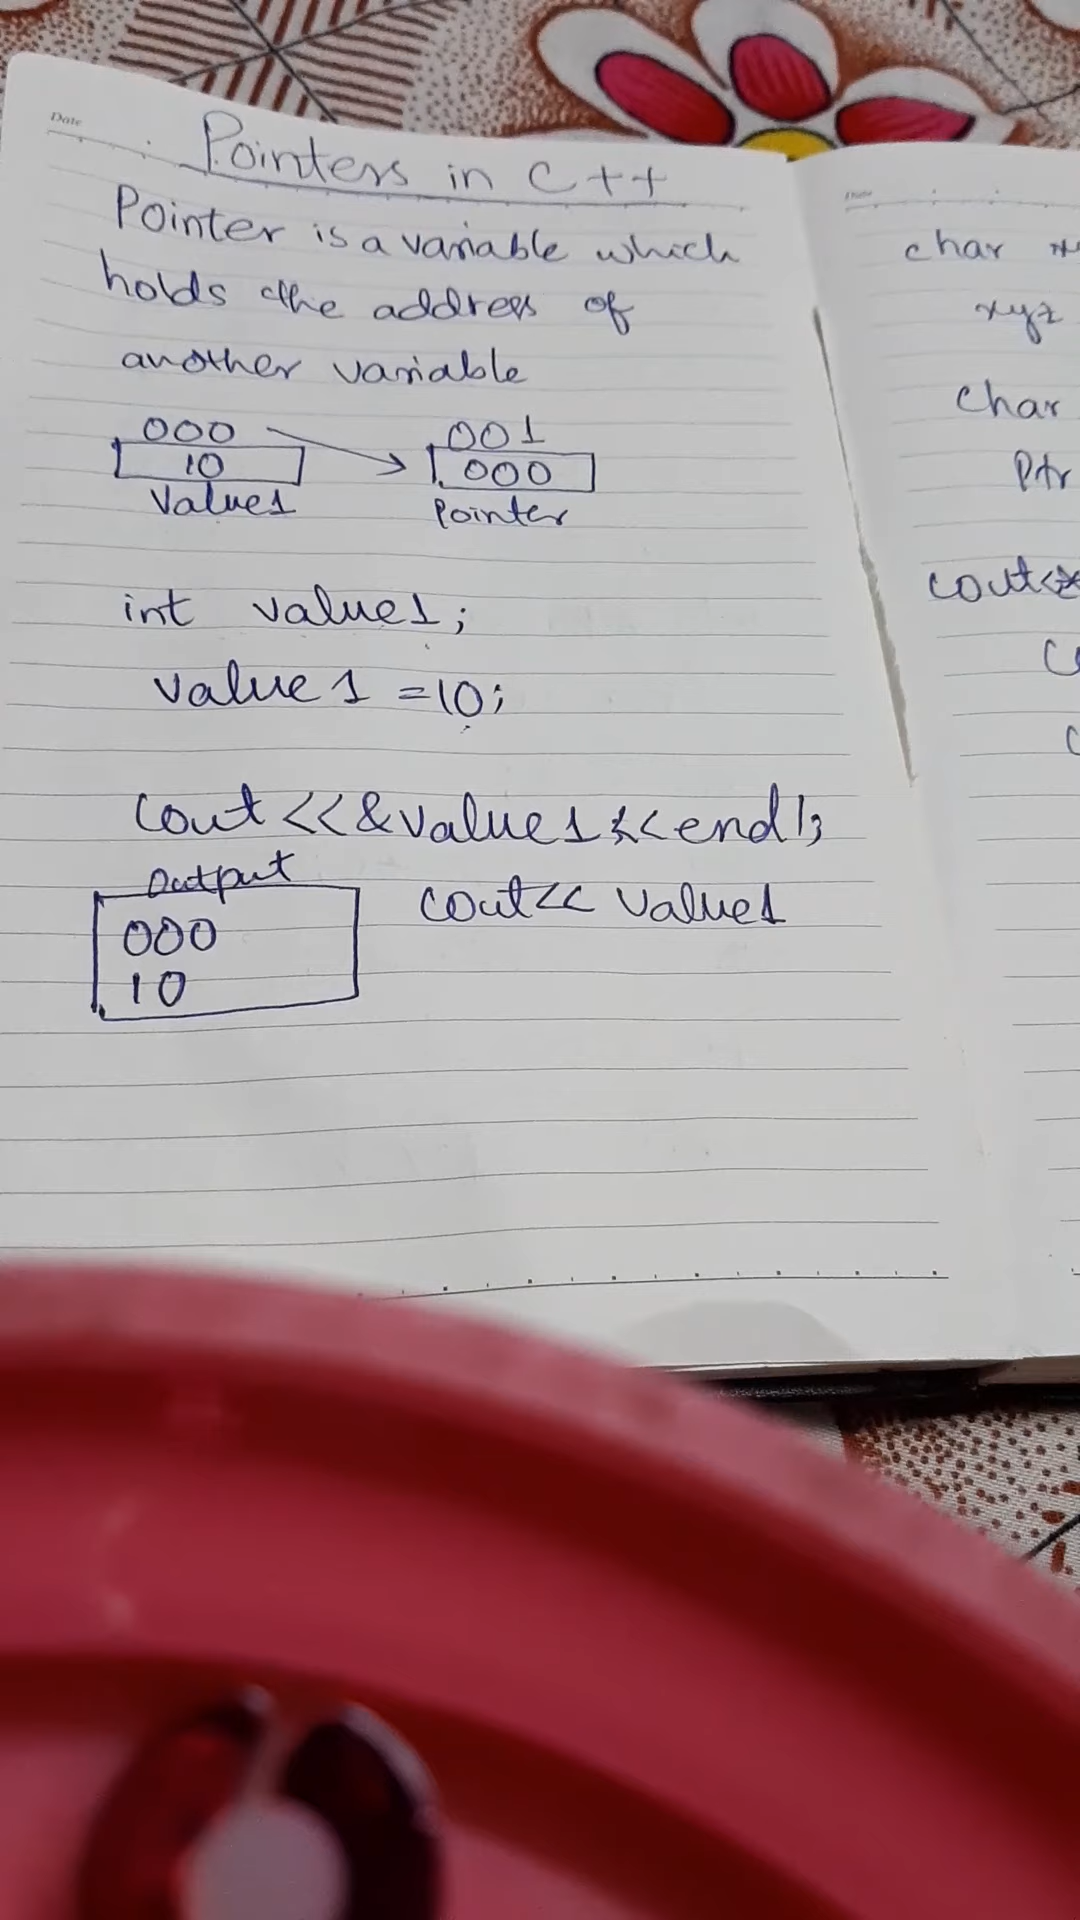 Date
Pointers in C++
Pointer is a variable which
holds the address of
another variable
000 001
10 000
Value1 Pointer
int value1;
value1 =10;
Cout<<&value1<<endl;
Output
cout<< value1
000
10
Date
char
xyz
Char
Ptr
cout<<*